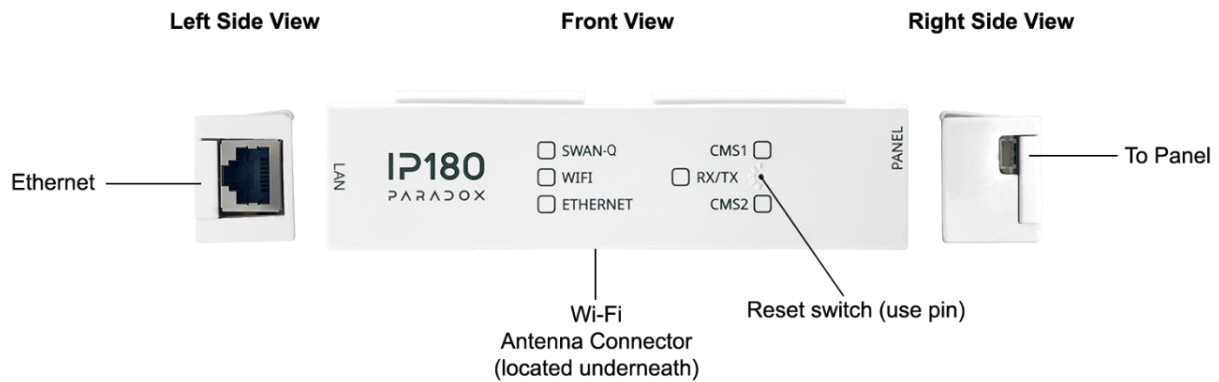 Left Side View
Front View
Right Side View
LAN
IP180
PARADOX
SWAN-Q
WIFI
ETHERNET
CMS1
RX/TX
CMS2
PANEL
Ethernet
To Panel
Reset switch (use pin)
Wi-Fi
Antenna Connector
(located underneath)